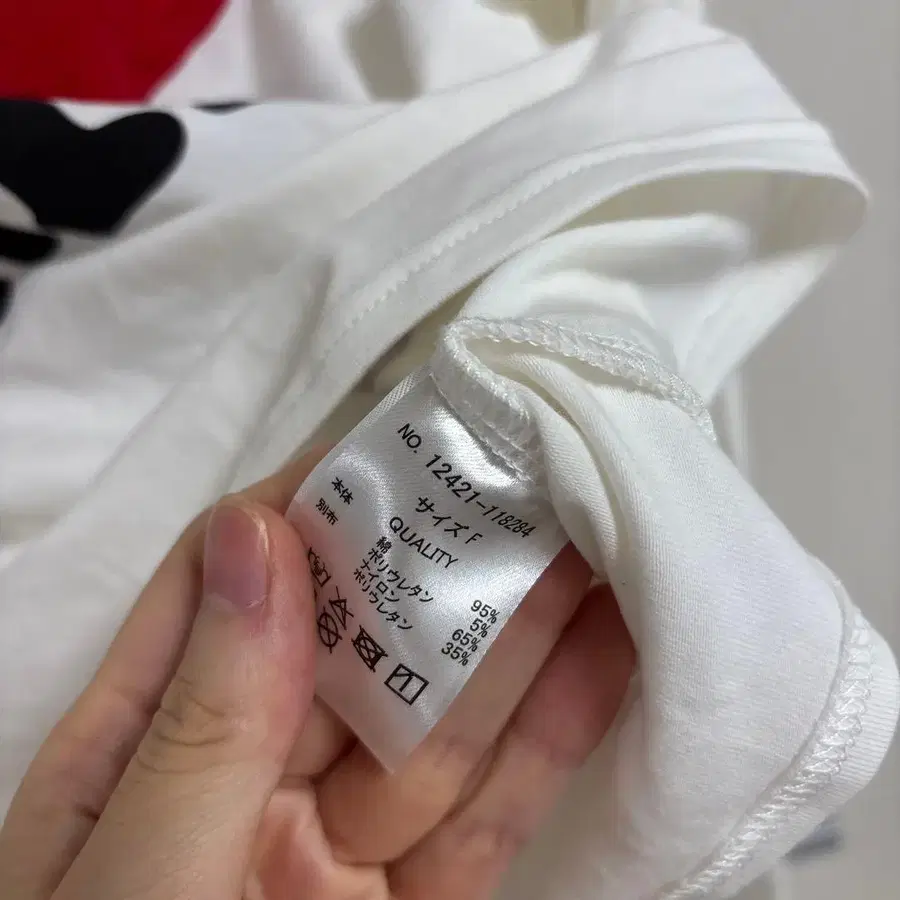 NO. 12421-118284
サイズ F
QUALITY
本体 綿 95%
ポリウレタン 5%
別布 ナイロン 65%
ポリウレタン 35%